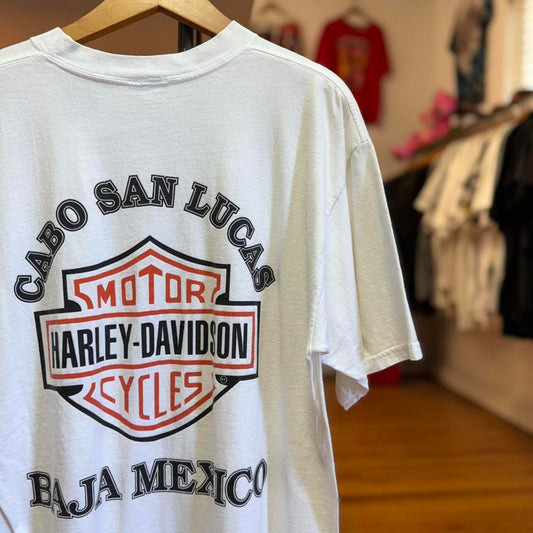 CABO SAN LUCAS
MOTOR
HARLEY-DAVIDSON
CYCLES
®
BAJA MEXICO